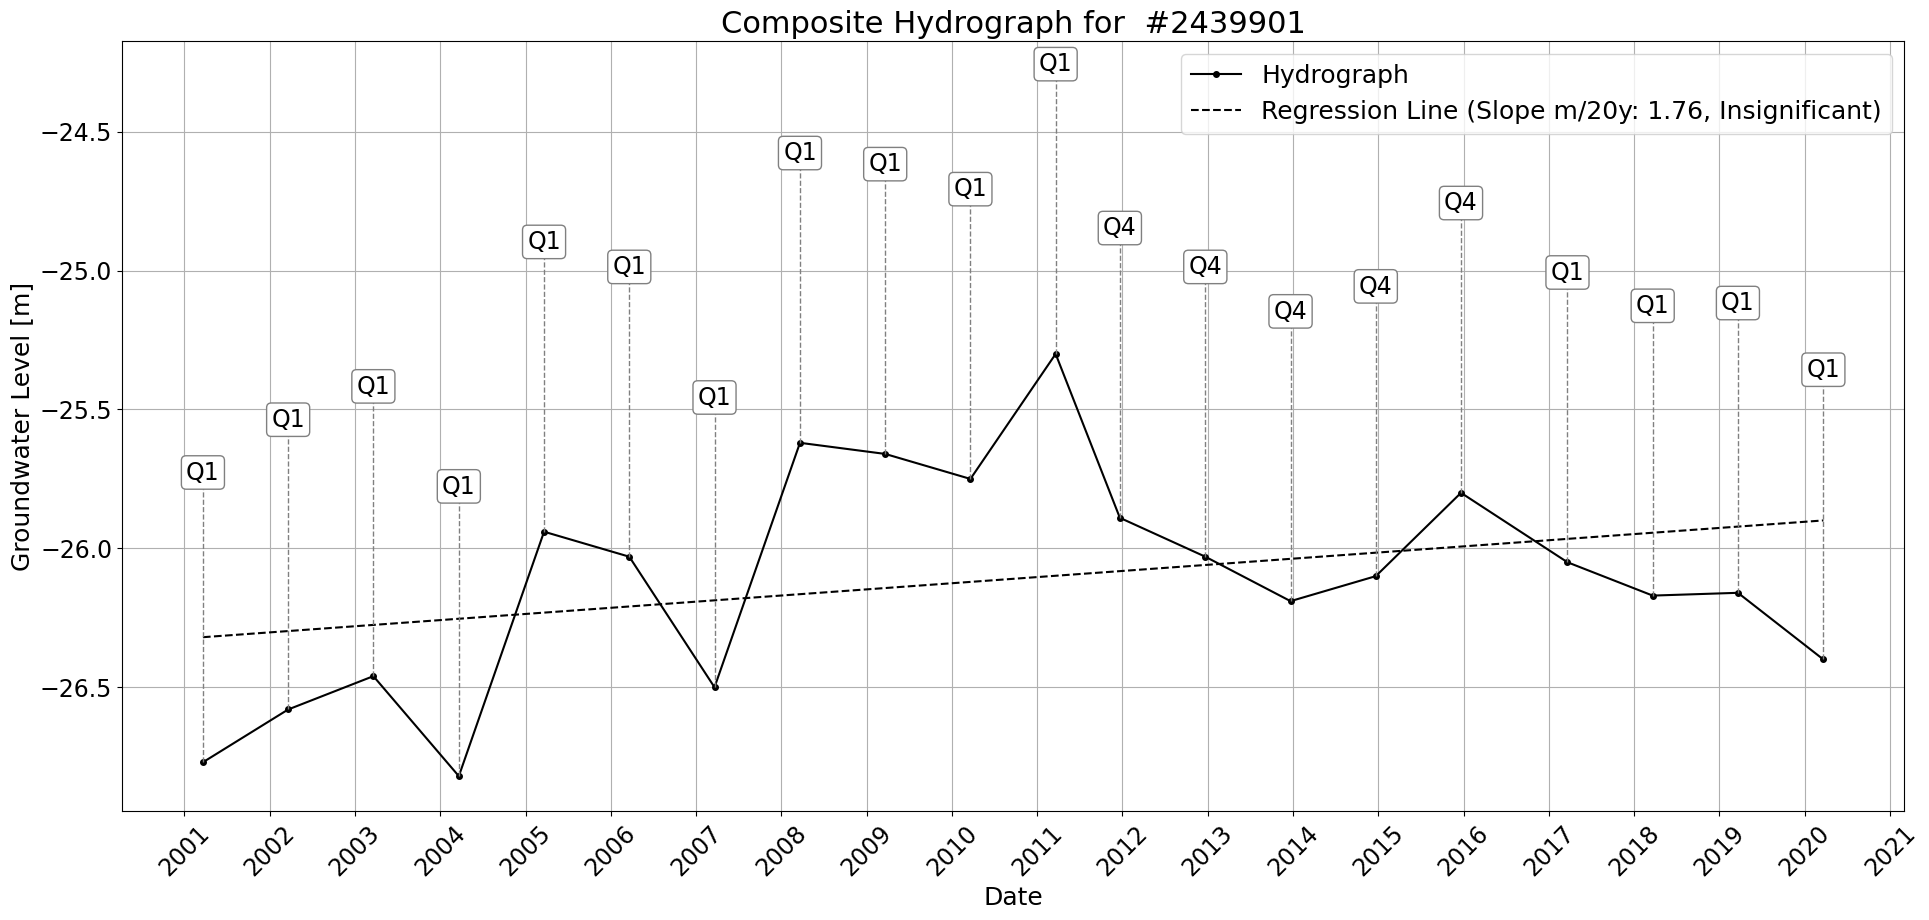 Composite Hydrograph for  #2439901
Hydrograph
Regression Line (Slope m/20y: 1.76, Insignificant)
Groundwater Level [m]
−24.5
−25.0
−25.5
−26.0
−26.5
Q1
Q1
Q1
Q1
Q1
Q1
Q1
Q1
Q1
Q1
Q1
Q4
Q4
Q4
Q4
Q4
Q1
Q1
Q1
Q1
2001
2002
2003
2004
2005
2006
2007
2008
2009
2010
2011
2012
2013
2014
2015
2016
2017
2018
2019
2020
2021
Date